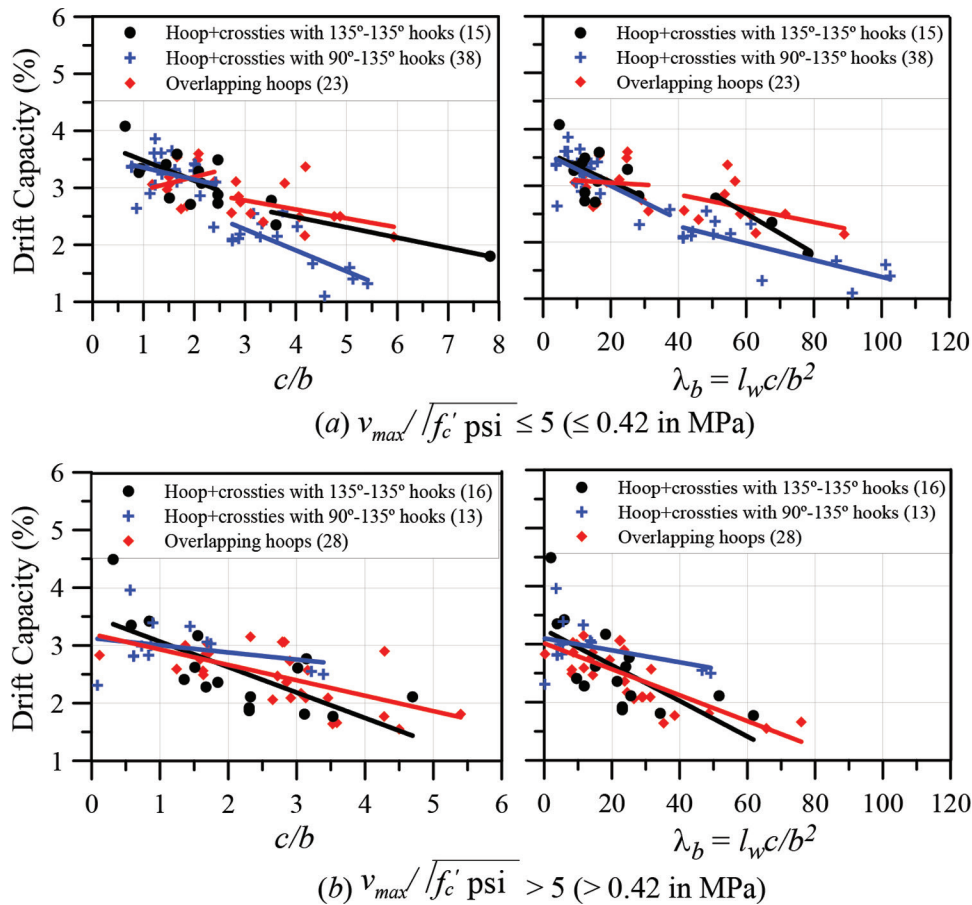 6
5
4
3
2
1
Drift Capacity (%)
Hoop+crossties with 135º-135º hooks (15)
Hoop+crossties with 90º-135º hooks (38)
Overlapping hoops (23)
0 1 2 3 4 5 6 7 8
c/b
Hoop+crossties with 135º-135º hooks (15)
Hoop+crossties with 90º-135º hooks (38)
Overlapping hoops (23)
0 20 40 60 80 100 120
λb = lwc/b²
(a) vmax/√f'c psi ≤ 5 (≤ 0.42 in MPa)
6
5
4
3
2
1
Drift Capacity (%)
Hoop+crossties with 135º-135º hooks (16)
Hoop+crossties with 90º-135º hooks (13)
Overlapping hoops (28)
0 1 2 3 4 5 6
c/b
Hoop+crossties with 135º-135º hooks (16)
Hoop+crossties with 90º-135º hooks (13)
Overlapping hoops (28)
0 20 40 60 80 100 120
λb = lwc/b²
(b) vmax/√f'c psi > 5 (> 0.42 in MPa)